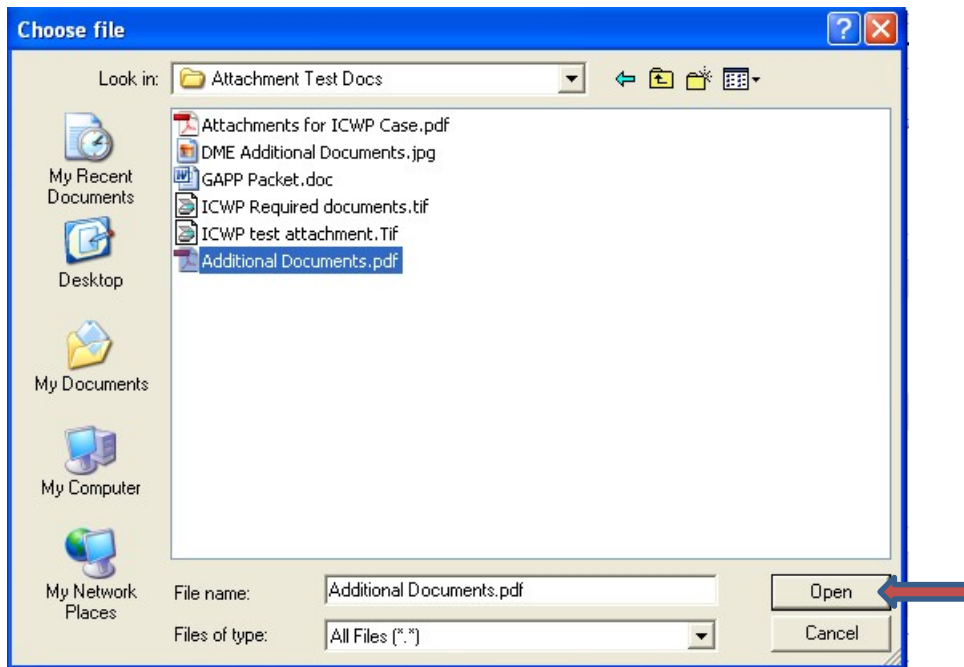 Choose file
Look in:
Attachment Test Docs
My Recent
Documents
Desktop
My Documents
My Computer
My Network
Places
Attachments for ICWP Case.pdf
DME Additional Documents.jpg
GAPP Packet.doc
ICWP Required documents.tif
ICWP test attachment.Tif
Additional Documents.pdf
File name:
Additional Documents.pdf
Open
Files of type:
All Files (*.*)
Cancel